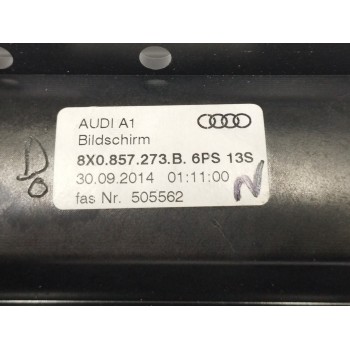 AUDI A1
Bildschirm
8X0.857.273.B. 6PS 13S
30.09.2014 01:11:00
fas Nr. 505562
N